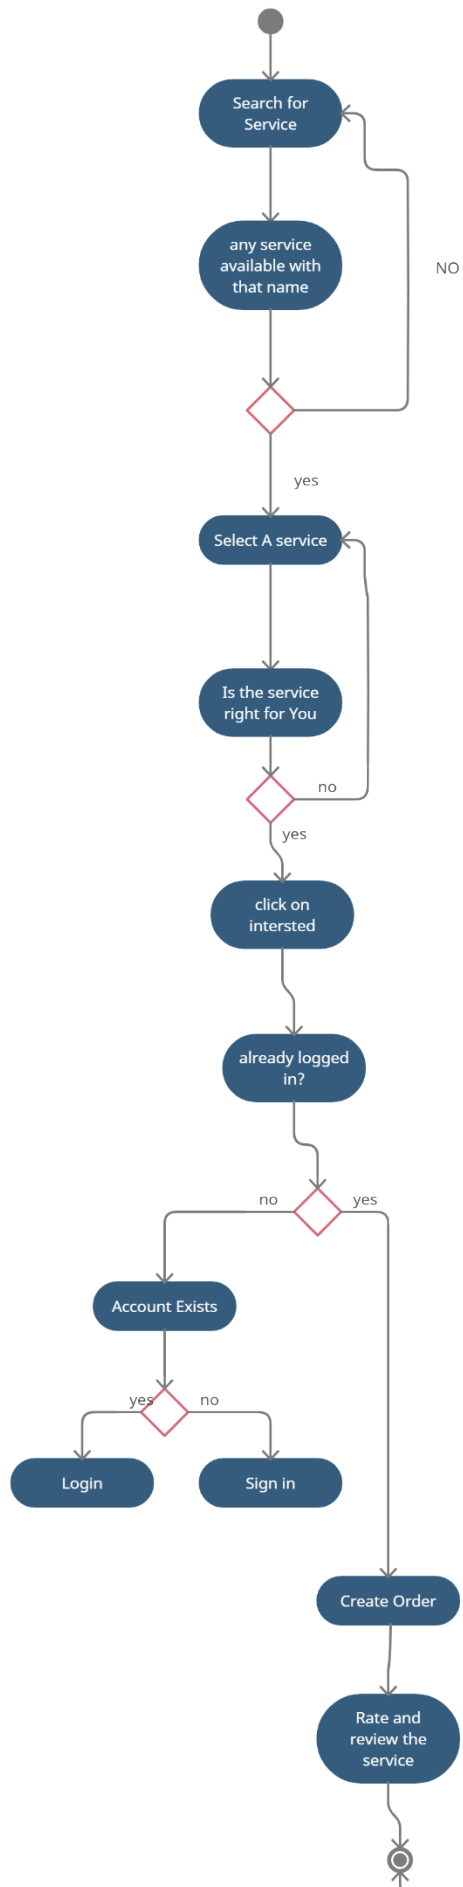 Search for
Service
any service
available with
that name
NO
yes
Select A service
Is the service
right for You
no
yes
click on
intersted
already logged
in?
no
yes
Account Exists
yes
no
Login
Sign in
Create Order
Rate and
review the
service